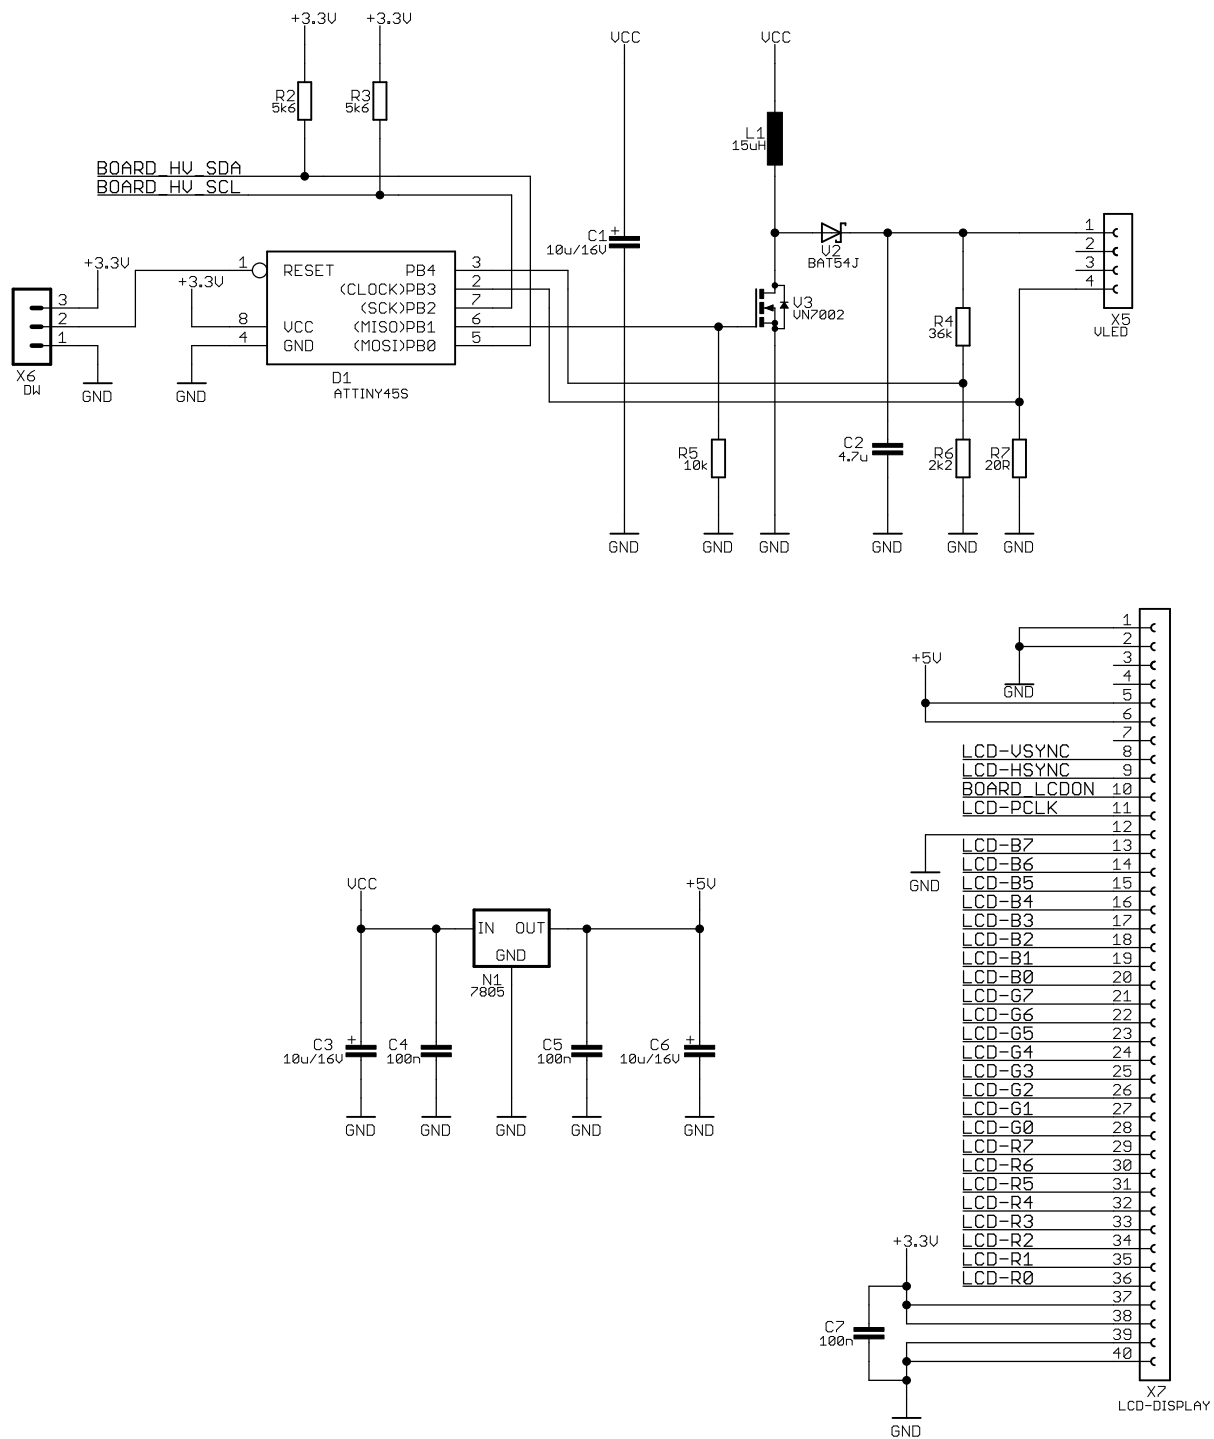 +3.3V +3.3V
VCC VCC
R2
5k6
R3
5k6
L1
15uH
BOARD_HV_SDA
BOARD_HV_SCL
C1 +
10u/16V
+3.3V
+3.3V
1 RESET PB4 3
(CLOCK)PB3 2
(SCK)PB2 7
8 VCC (MISO)PB1 6
4 GND (MOSI)PB0 5
D1
ATTINY45S
3
2
1
X6
DW
GND GND
V2
BAT54J
V3
VN7002
1
2
3
4
X5
VLED
R4
36k
R5
10k
C2
4.7u
R6
2k2
R7
20R
GND GND GND GND GND GND
+5V
GND
1
2
3
4
5
6
7
LCD-VSYNC 8
LCD-HSYNC 9
BOARD_LCDON 10
LCD-PCLK 11
12
GND
LCD-B7 13
LCD-B6 14
LCD-B5 15
LCD-B4 16
LCD-B3 17
LCD-B2 18
LCD-B1 19
LCD-B0 20
LCD-G7 21
LCD-G6 22
LCD-G5 23
LCD-G4 24
LCD-G3 25
LCD-G2 26
LCD-G1 27
LCD-G0 28
LCD-R7 29
LCD-R6 30
LCD-R5 31
LCD-R4 32
LCD-R3 33
LCD-R2 34
LCD-R1 35
LCD-R0 36
37
38
39
40
X7
LCD-DISPLAY
+3.3V
C7
100n
GND
VCC +5V
IN OUT
GND
N1
7805
C3 +
10u/16V
C4
100n
C5
100n
C6 +
10u/16V
GND GND GND GND GND